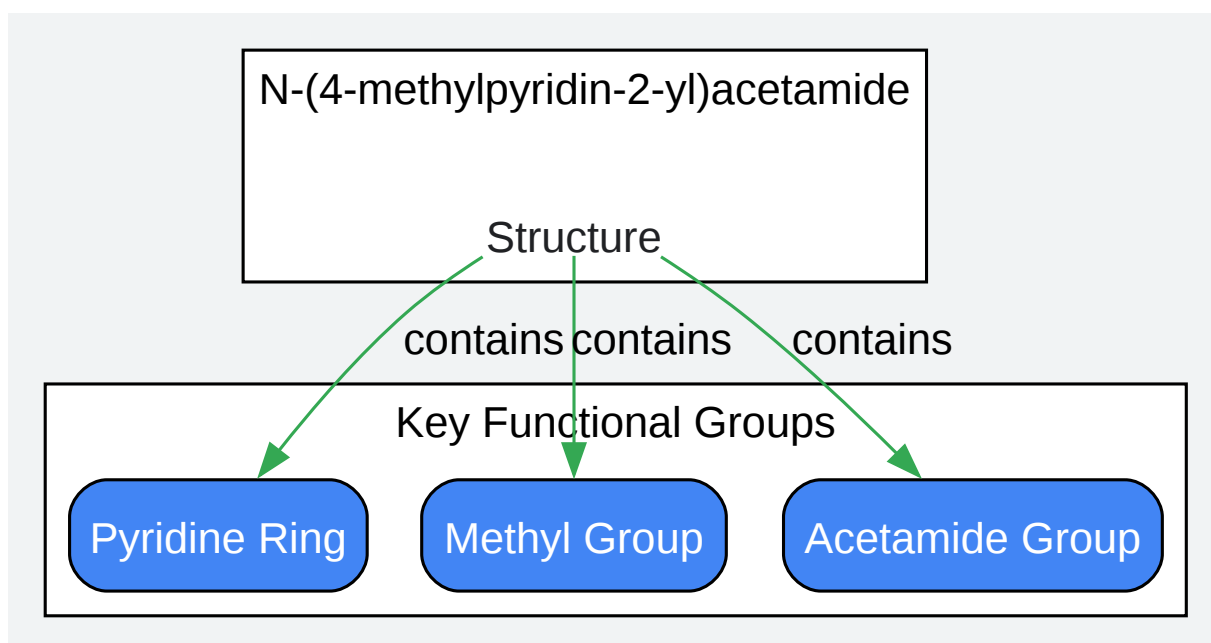 N-(4-methylpyridin-2-yl)acetamide
Structure
contains contains contains
Key Functional Groups
Pyridine Ring Methyl Group Acetamide Group